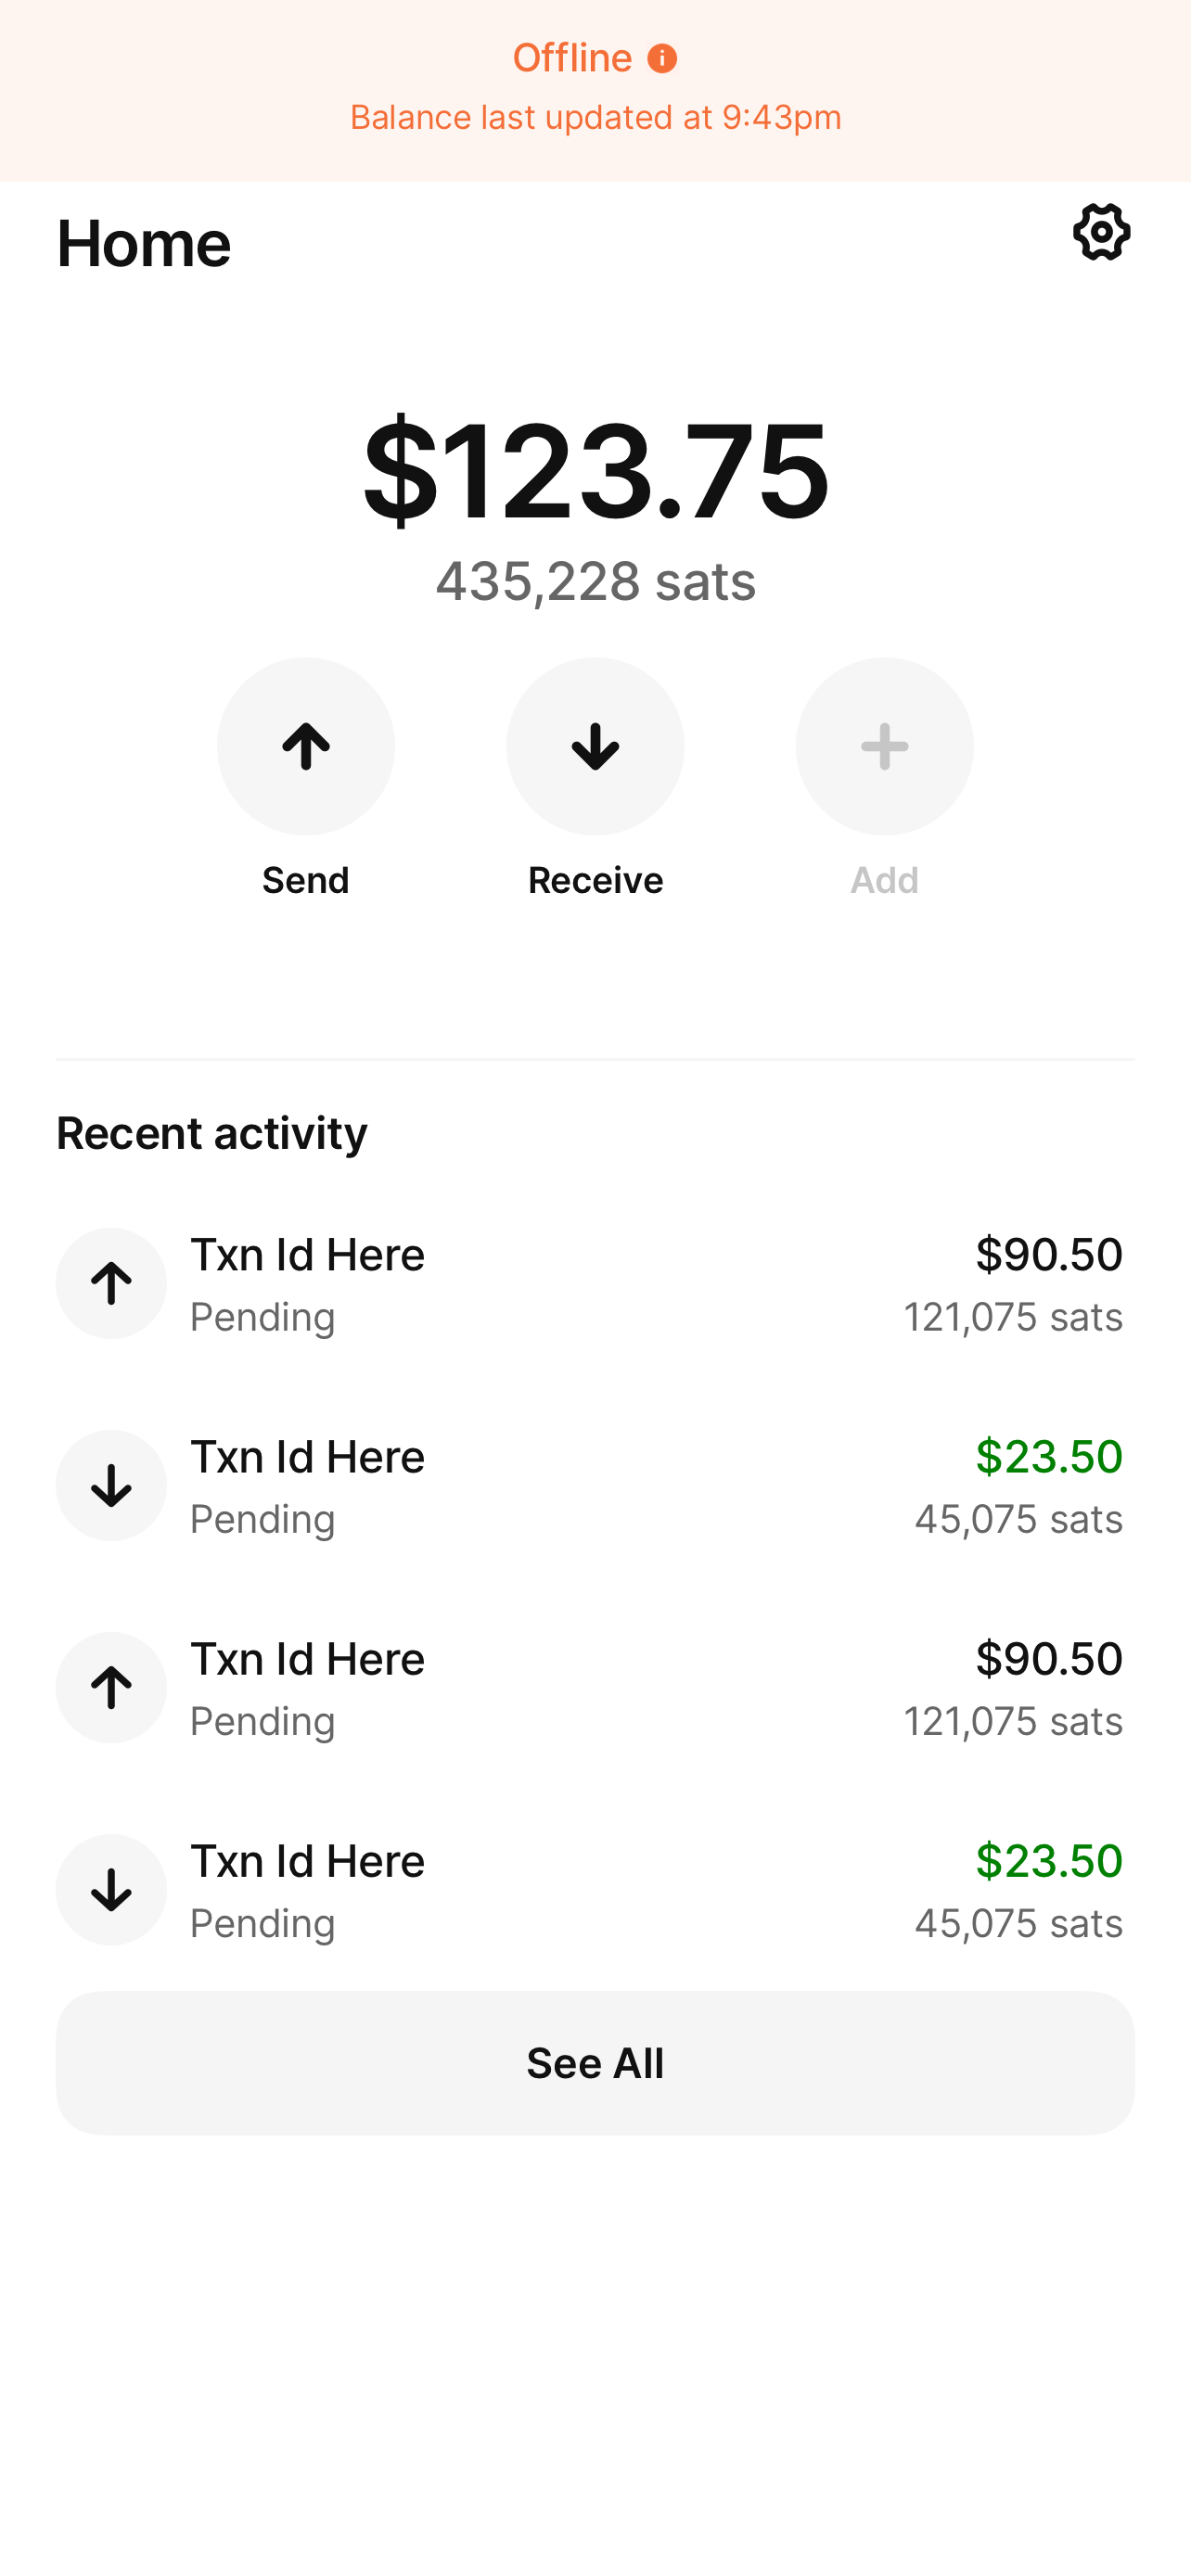 Offline
Balance last updated at 9:43pm
Home
$123.75
435,228 sats
Send
Receive
Add
Recent activity
Txn Id Here
$90.50
Pending
121,075 sats
Txn Id Here
$23.50
Pending
45,075 sats
Txn Id Here
$90.50
Pending
121,075 sats
Txn Id Here
$23.50
Pending
45,075 sats
See All